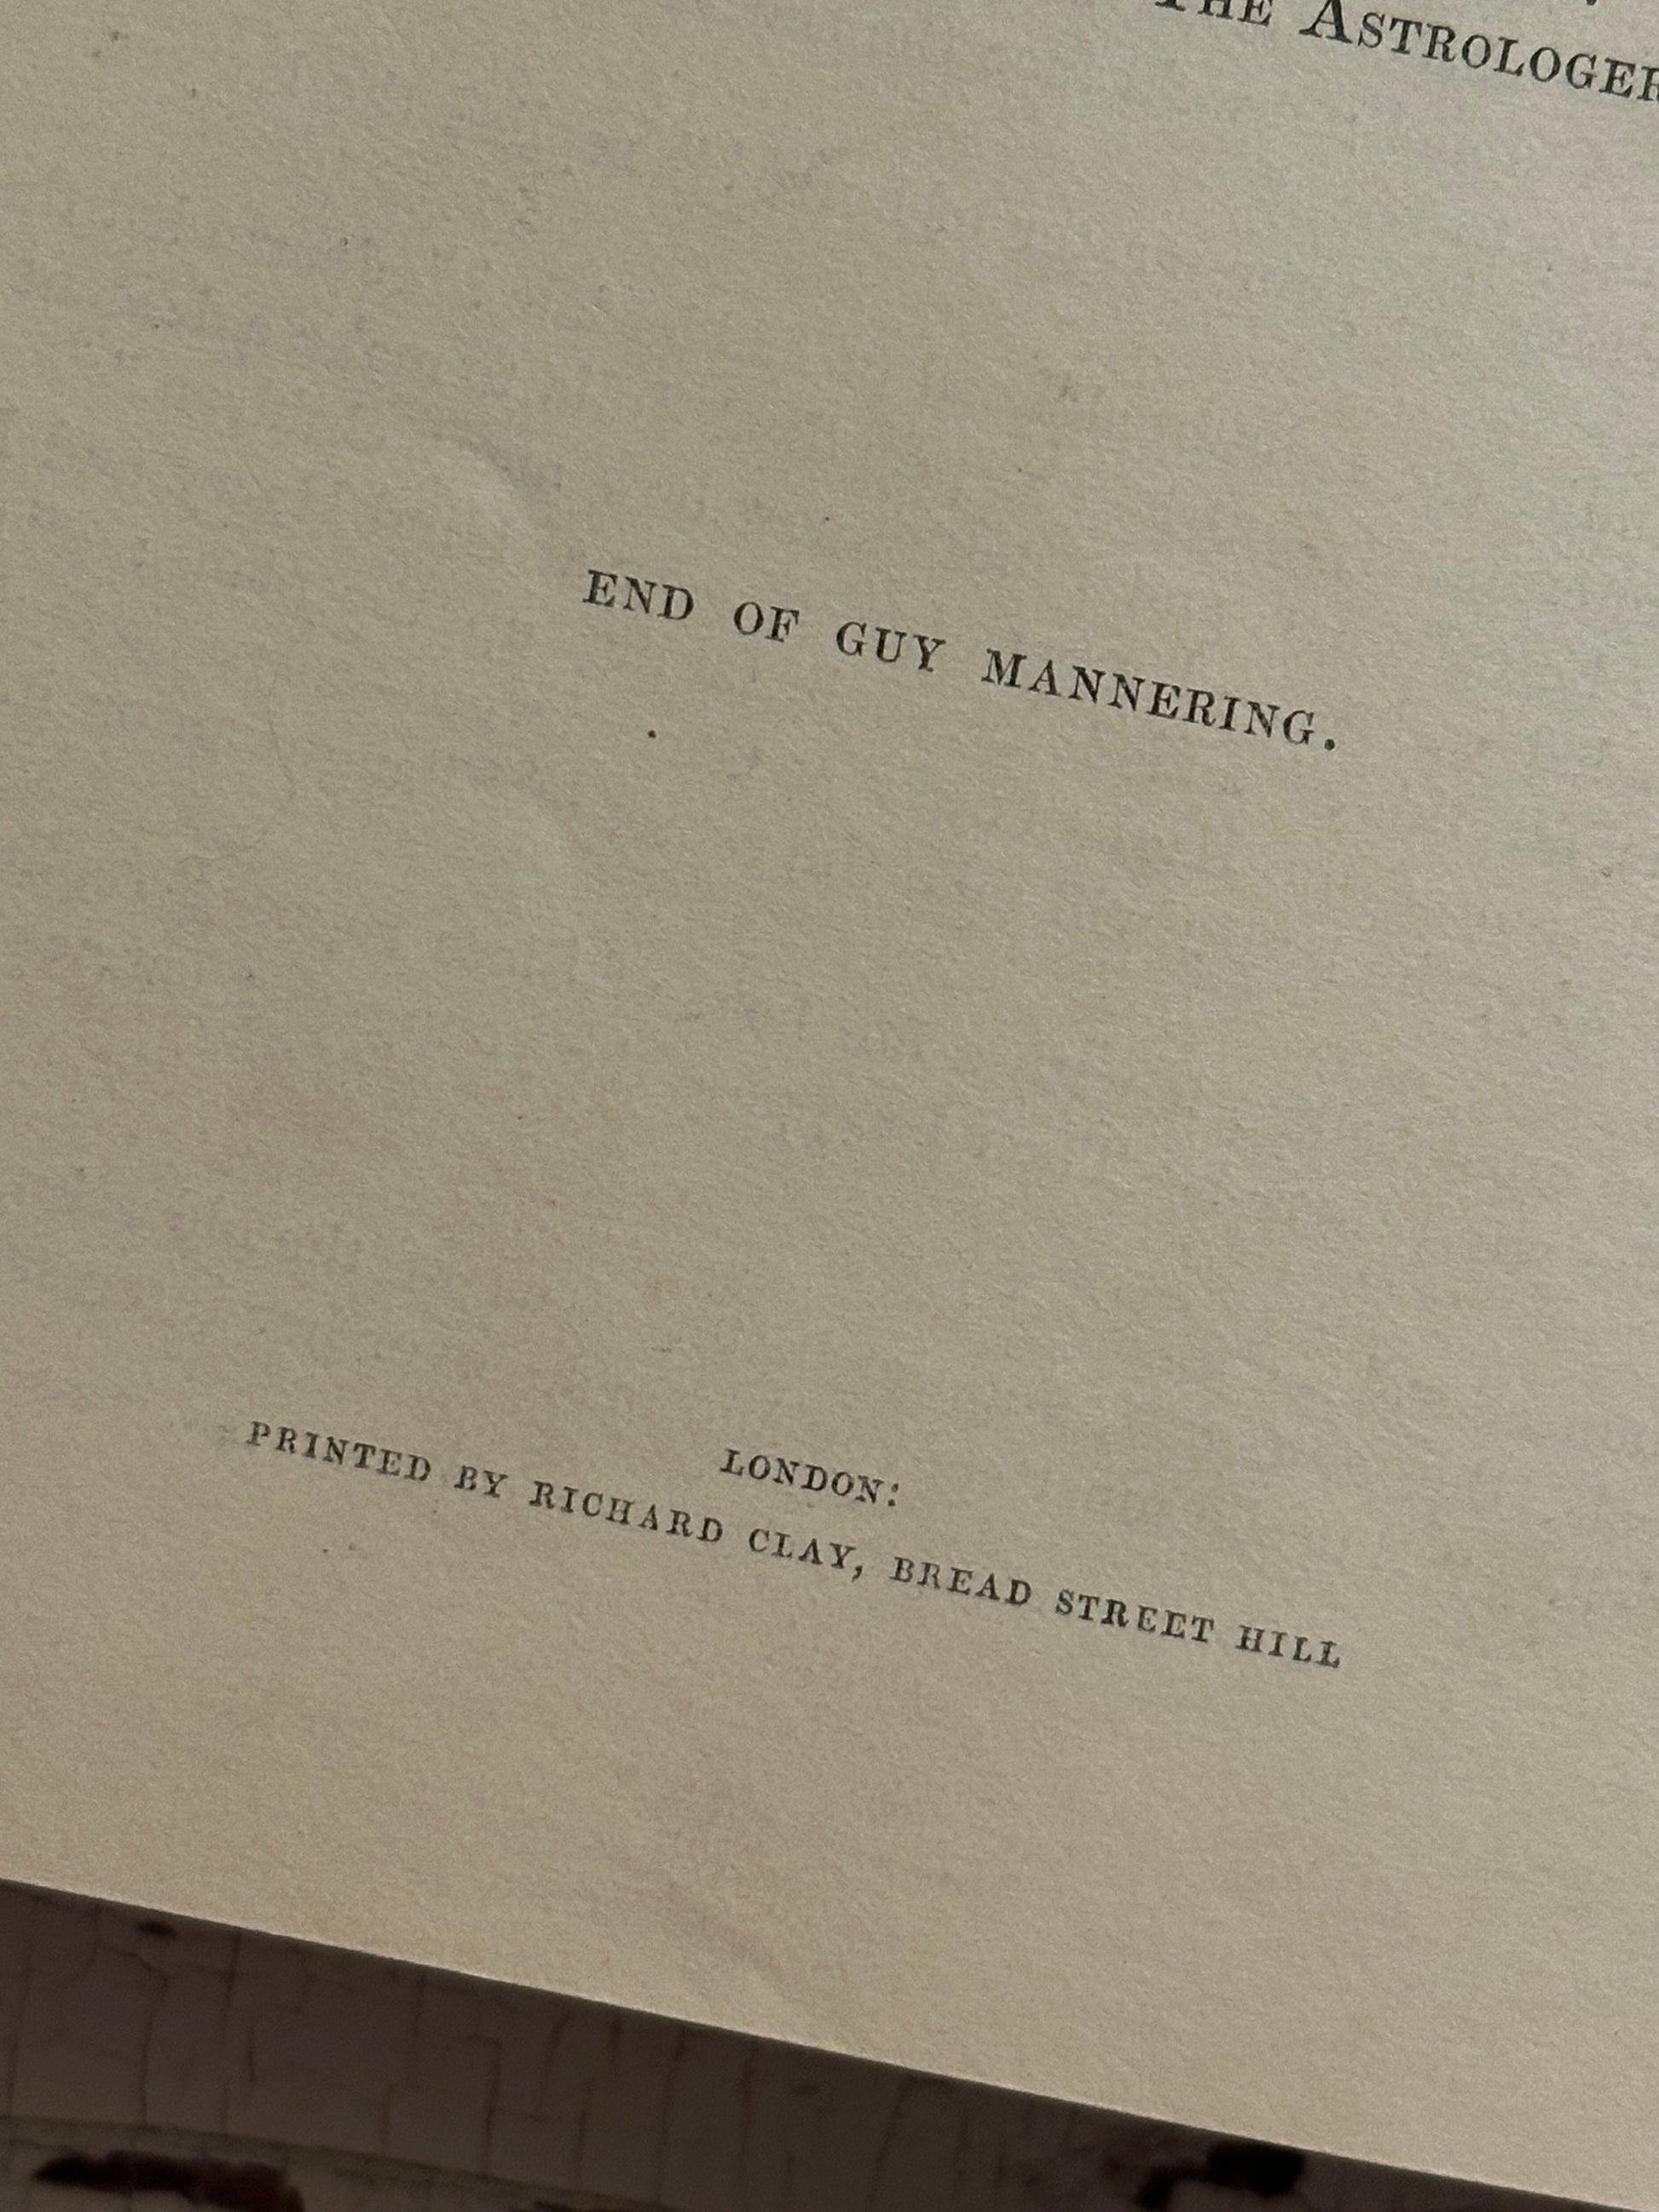 THE ASTROLOGER
END OF GUY MANNERING.
LONDON:
PRINTED BY RICHARD CLAY, BREAD STREET HILL